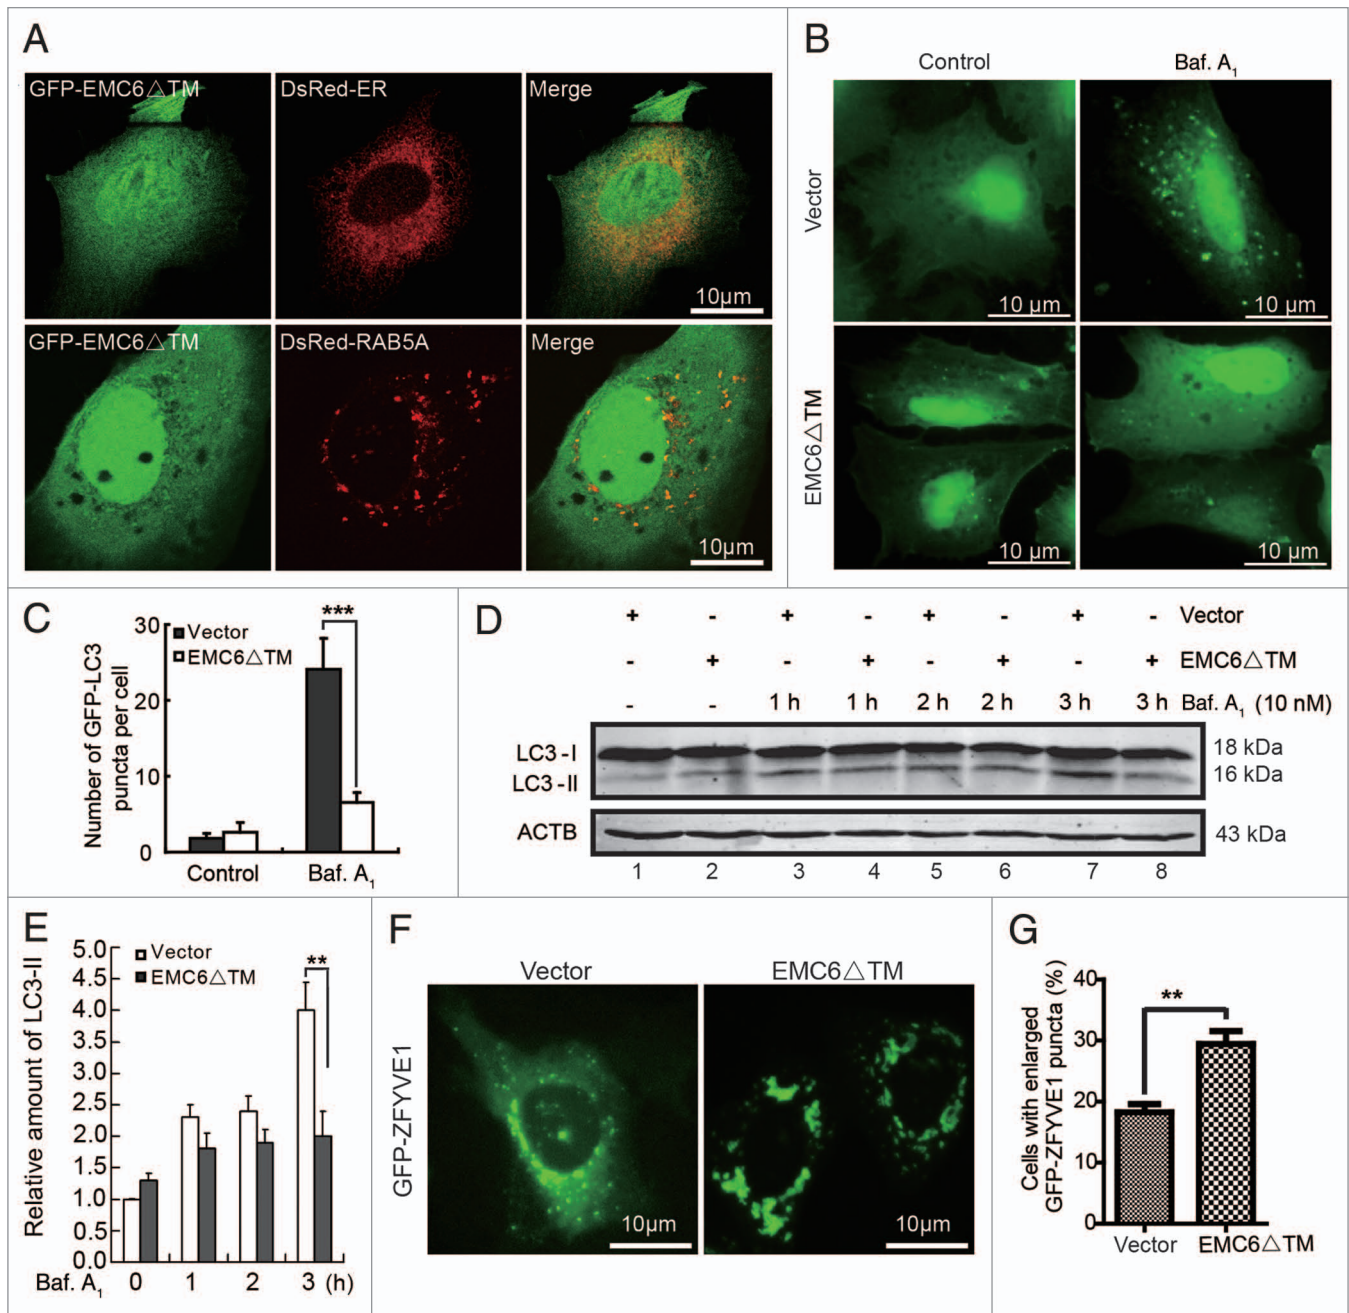 A
GFP-EMC6△TM
DsRed-ER
Merge
10μm
GFP-EMC6△TM
DsRed-RAB5A
Merge
10μm
B
Control
Baf. A1
Vector
10 μm
10 μm
EMC6△TM
10 μm
10 μm
C
Number of GFP-LC3
puncta per cell
30
20
10
0
Vector
EMC6△TM
***
Control
Baf. A1
D
+ - + - + - + - Vector
- + - + - + - + EMC6△TM
- - 1 h 1 h 2 h 2 h 3 h 3 h Baf. A1 (10 nM)
LC3-I
18 kDa
LC3-II
16 kDa
ACTB
43 kDa
1 2 3 4 5 6 7 8
E
Relative amount of LC3-II
5.0
4.5
4.0
3.5
3.0
2.5
2.0
1.5
1.0
0.5
0.0
Vector
EMC6△TM
**
Baf. A1 0 1 2 3 (h)
F
Vector
EMC6△TM
GFP-ZFYVE1
10μm
10μm
G
Cells with enlarged
GFP-ZFYVE1 puncta (%)
40
30
20
10
0
**
Vector
EMC6△TM